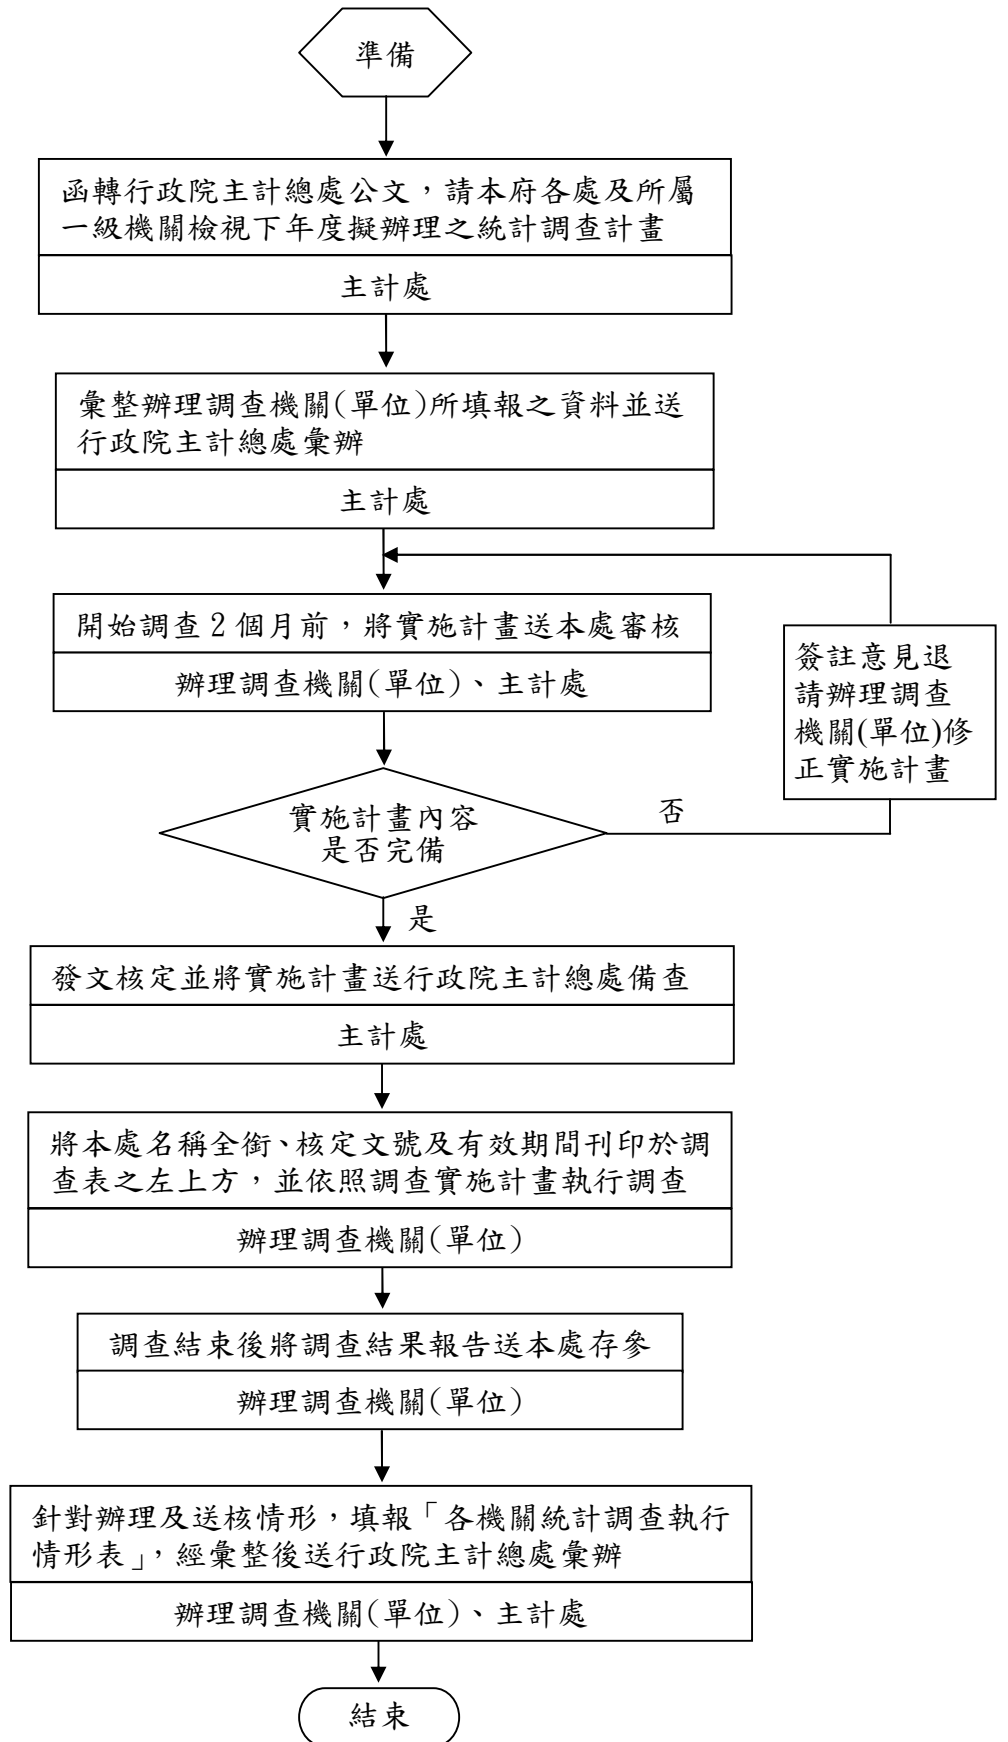 準備
函轉行政院主計總處公文，請本府各處及所屬
一級機關檢視下年度擬辦理之統計調查計畫
主計處
彙整辦理調查機關(單位)所填報之資料並送
行政院主計總處彙辦
主計處
開始調查 2 個月前，將實施計畫送本處審核
辦理調查機關(單位)、主計處
簽註意見退
請辦理調查
機關(單位)修
正實施計畫
實施計畫內容
是否完備
否
是
發文核定並將實施計畫送行政院主計總處備查
主計處
將本處名稱全銜、核定文號及有效期間刊印於調
查表之左上方，並依照調查實施計畫執行調查
辦理調查機關(單位)
調查結束後將調查結果報告送本處存參
辦理調查機關(單位)
針對辦理及送核情形，填報「各機關統計調查執行
情形表」，經彙整後送行政院主計總處彙辦
辦理調查機關(單位)、主計處
結束